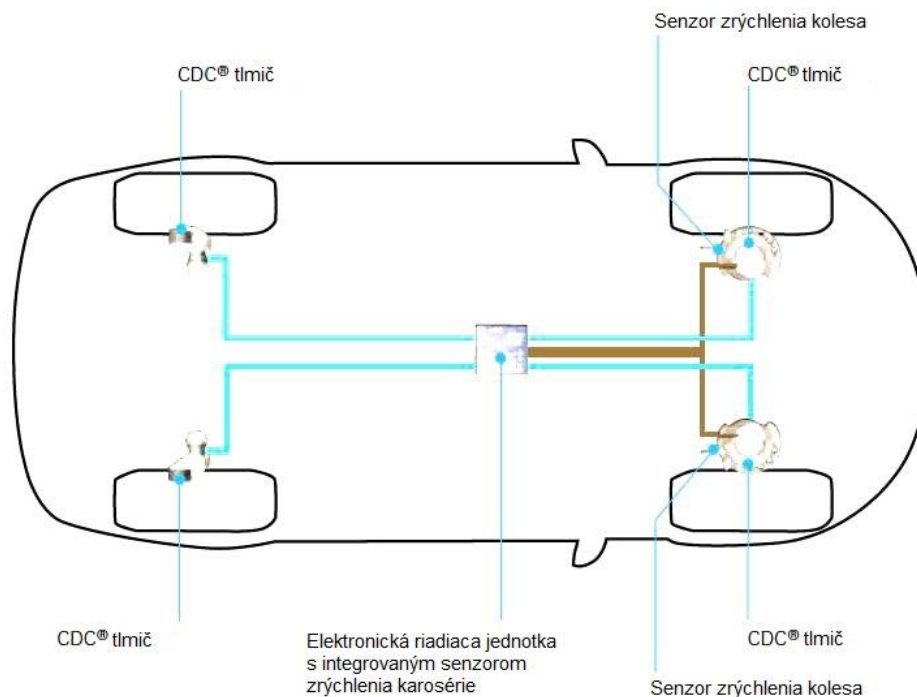 Senzor zrýchlenia kolesa
CDC® tlmič
CDC® tlmič
CDC® tlmič
Elektronická riadiaca jednotka
s integrovaným senzorom
zrýchlenia karosérie
CDC® tlmič
Senzor zrýchlenia kolesa